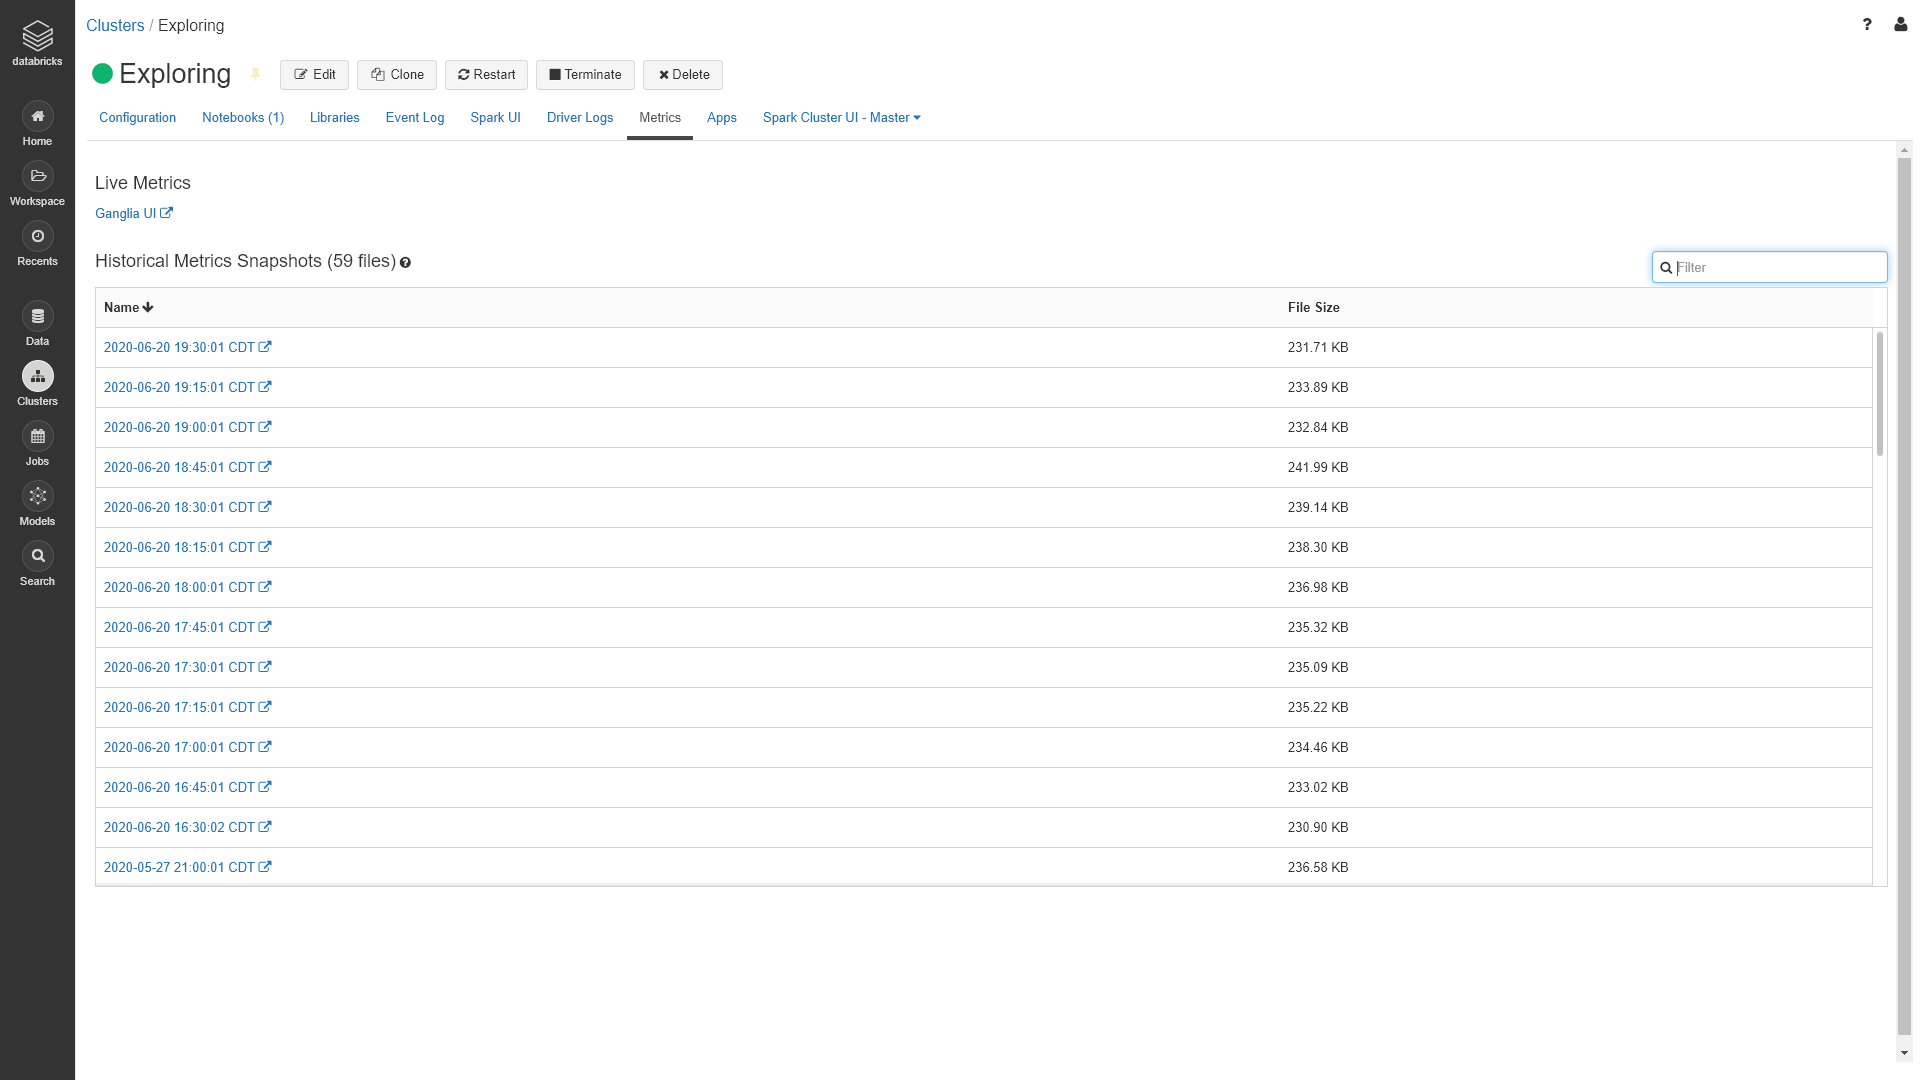 databricks
Home
Workspace
Recents
Data
Clusters
Jobs
Models
Search
Clusters / Exploring
?
Exploring
Edit
Clone
Restart
Terminate
Delete
Configuration
Notebooks (1)
Libraries
Event Log
Spark UI
Driver Logs
Metrics
Apps
Spark Cluster UI - Master
Live Metrics
Ganglia UI
Historical Metrics Snapshots (59 files) ?
Filter
Name File Size
2020-06-20 19:30:01 CDT 231.71 KB
2020-06-20 19:15:01 CDT 233.89 KB
2020-06-20 19:00:01 CDT 232.84 KB
2020-06-20 18:45:01 CDT 241.99 KB
2020-06-20 18:30:01 CDT 239.14 KB
2020-06-20 18:15:01 CDT 238.30 KB
2020-06-20 18:00:01 CDT 236.98 KB
2020-06-20 17:45:01 CDT 235.32 KB
2020-06-20 17:30:01 CDT 235.09 KB
2020-06-20 17:15:01 CDT 235.22 KB
2020-06-20 17:00:01 CDT 234.46 KB
2020-06-20 16:45:01 CDT 233.02 KB
2020-06-20 16:30:02 CDT 230.90 KB
2020-05-27 21:00:01 CDT 236.58 KB